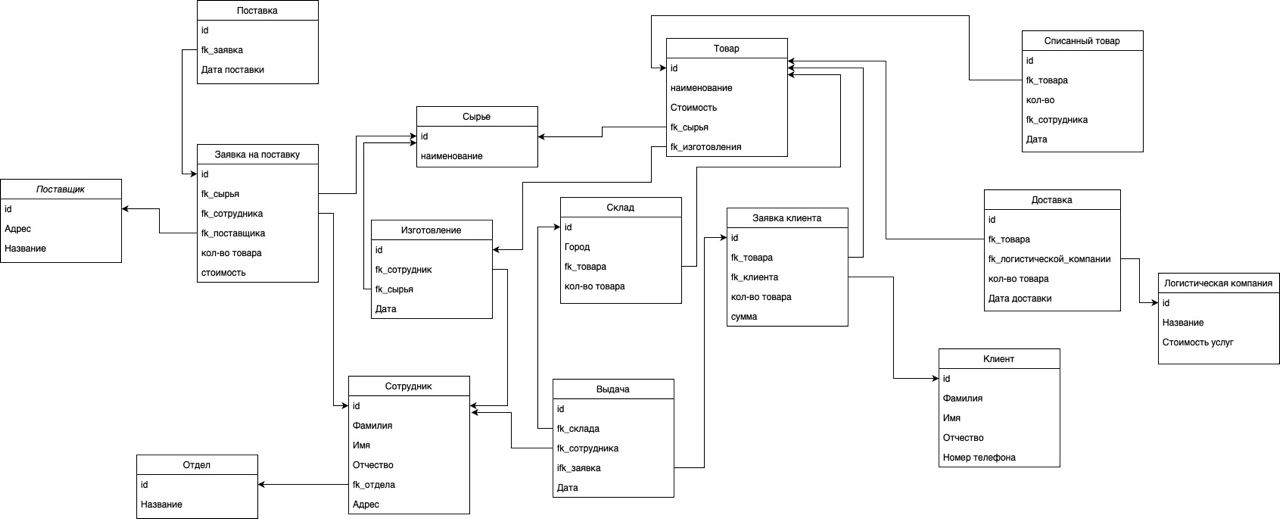 Поставка
id
fk_заявка
Дата поставки
Товар
id
наименование
Стоимость
fk_сырья
fk_изготовления
Списанный товар
id
fk_товара
кол-во
fk_сотрудника
Дата
Сырье
id
наименование
Заявка на поставку
id
fk_сырья
fk_сотрудника
fk_поставщика
кол-во товара
стоимость
Поставщик
id
Адрес
Название
Изготовление
id
fk_сотрудник
fk_сырья
Дата
Склад
id
Город
fk_товара
кол-во товара
Заявка клиента
id
fk_товара
fk_клиента
кол-во товара
сумма
Доставка
id
fk_товара
fk_логистической_компании
кол-во товара
Дата доставки
Логистическая компания
id
Название
Стоимость услуг
Клиент
id
Фамилия
Имя
Отчество
Номер телефона
Сотрудник
id
Фамилия
Имя
Отчество
fk_отдела
Адрес
Выдача
id
fk_склада
fk_сотрудника
ifk_заявка
Дата
Отдел
id
Название